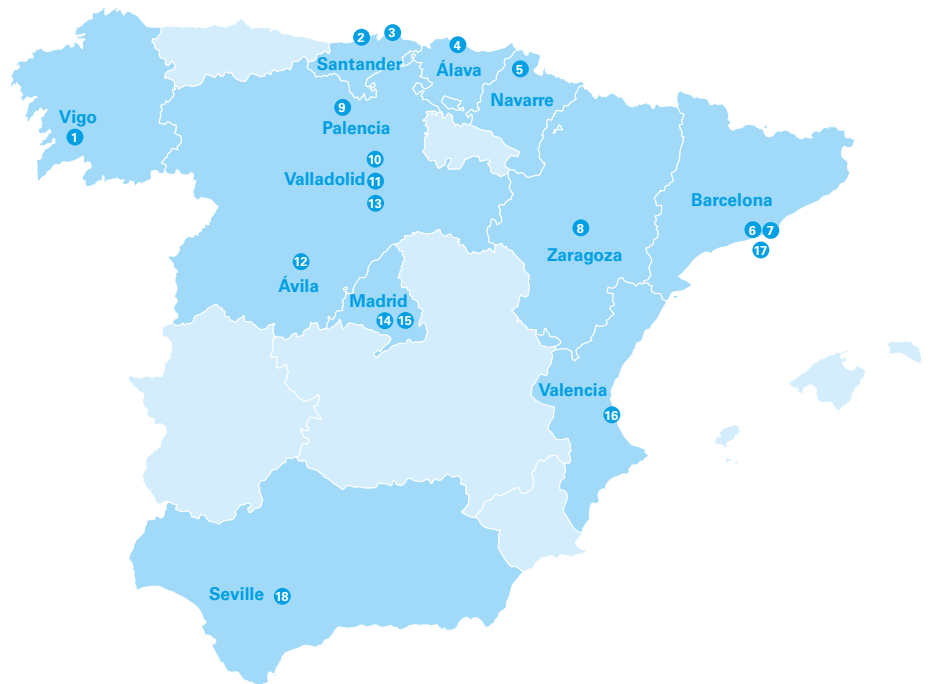 2
3
Santander
4
Álava
5
Navarre
Vigo
1
9
Palencia
10
Valladolid 11
13
Barcelona
6 7
17
8
Zaragoza
12
Ávila
Madrid
14 15
Valencia
16
Seville 18